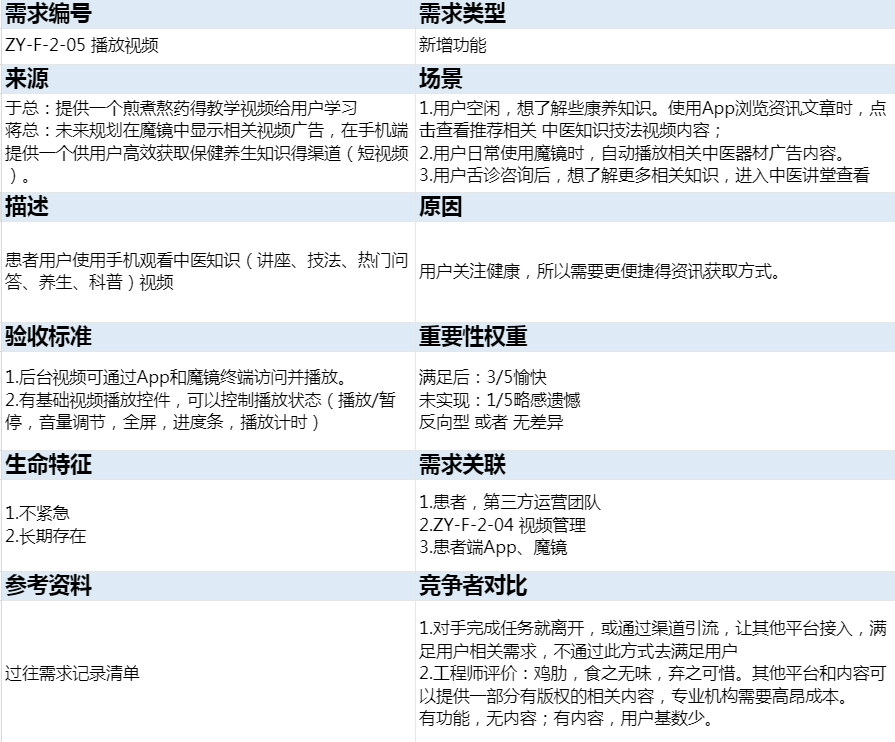 需求编号
需求类型
ZY-F-2-05 播放视频
新增功能
来源
场景
于总：提供一个煎煮熬药得教学视频给用户学习
蒋总：未来规划在魔镜中显示相关视频广告，在手机端
提供一个供用户高效获取保健养生知识得渠道（短视频
）。
1.用户空闲，想了解些康养知识。使用App浏览资讯文章时，点
击查看推荐相关 中医知识技法视频内容；
2.用户日常使用魔镜时，自动播放相关中医器材广告内容。
3.用户舌诊咨询后，想了解更多相关知识，进入中医讲堂查看
描述
原因
患者用户使用手机观看中医知识（讲座、技法、热门问
答、养生、科普）视频
用户关注健康，所以需要更便捷得资讯获取方式。
验收标准
重要性权重
1.后台视频可通过App和魔镜终端访问并播放。
2.有基础视频播放控件，可以控制播放状态（播放/暂
停，音量调节，全屏，进度条，播放计时）
满足后：3/5愉快
未实现：1/5略感遗憾
反向型 或者 无差异
生命特征
需求关联
1.不紧急
2.长期存在
1.患者，第三方运营团队
2.ZY-F-2-04 视频管理
3.患者端App、魔镜
参考资料
竞争者对比
过往需求记录清单
1.对手完成任务就离开，或通过渠道引流，让其他平台接入，满
足用户相关需求，不通过此方式去满足用户
2.工程师评价：鸡肋，食之无味，弃之可惜。其他平台和内容可
以提供一部分有版权的相关内容，专业机构需要高昂成本。
有功能，无内容；有内容，用户基数少。